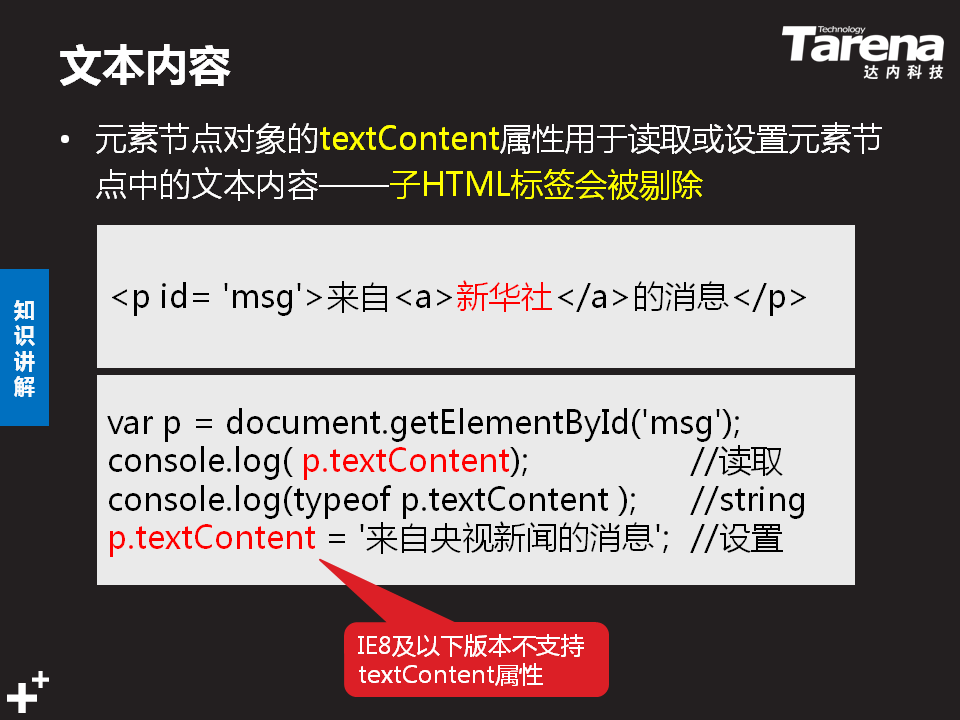 文本内容
Technology
Tarena
达内科技
• 元素节点对象的textContent属性用于读取或设置元素节
点中的文本内容——子HTML标签会被剔除
知识讲解
<p id= 'msg'>来自<a>新华社</a>的消息</p>
var p = document.getElementById('msg');
console.log( p.textContent); //读取
console.log(typeof p.textContent ); //string
p.textContent = '来自央视新闻的消息'; //设置
IE8及以下版本不支持
textContent属性